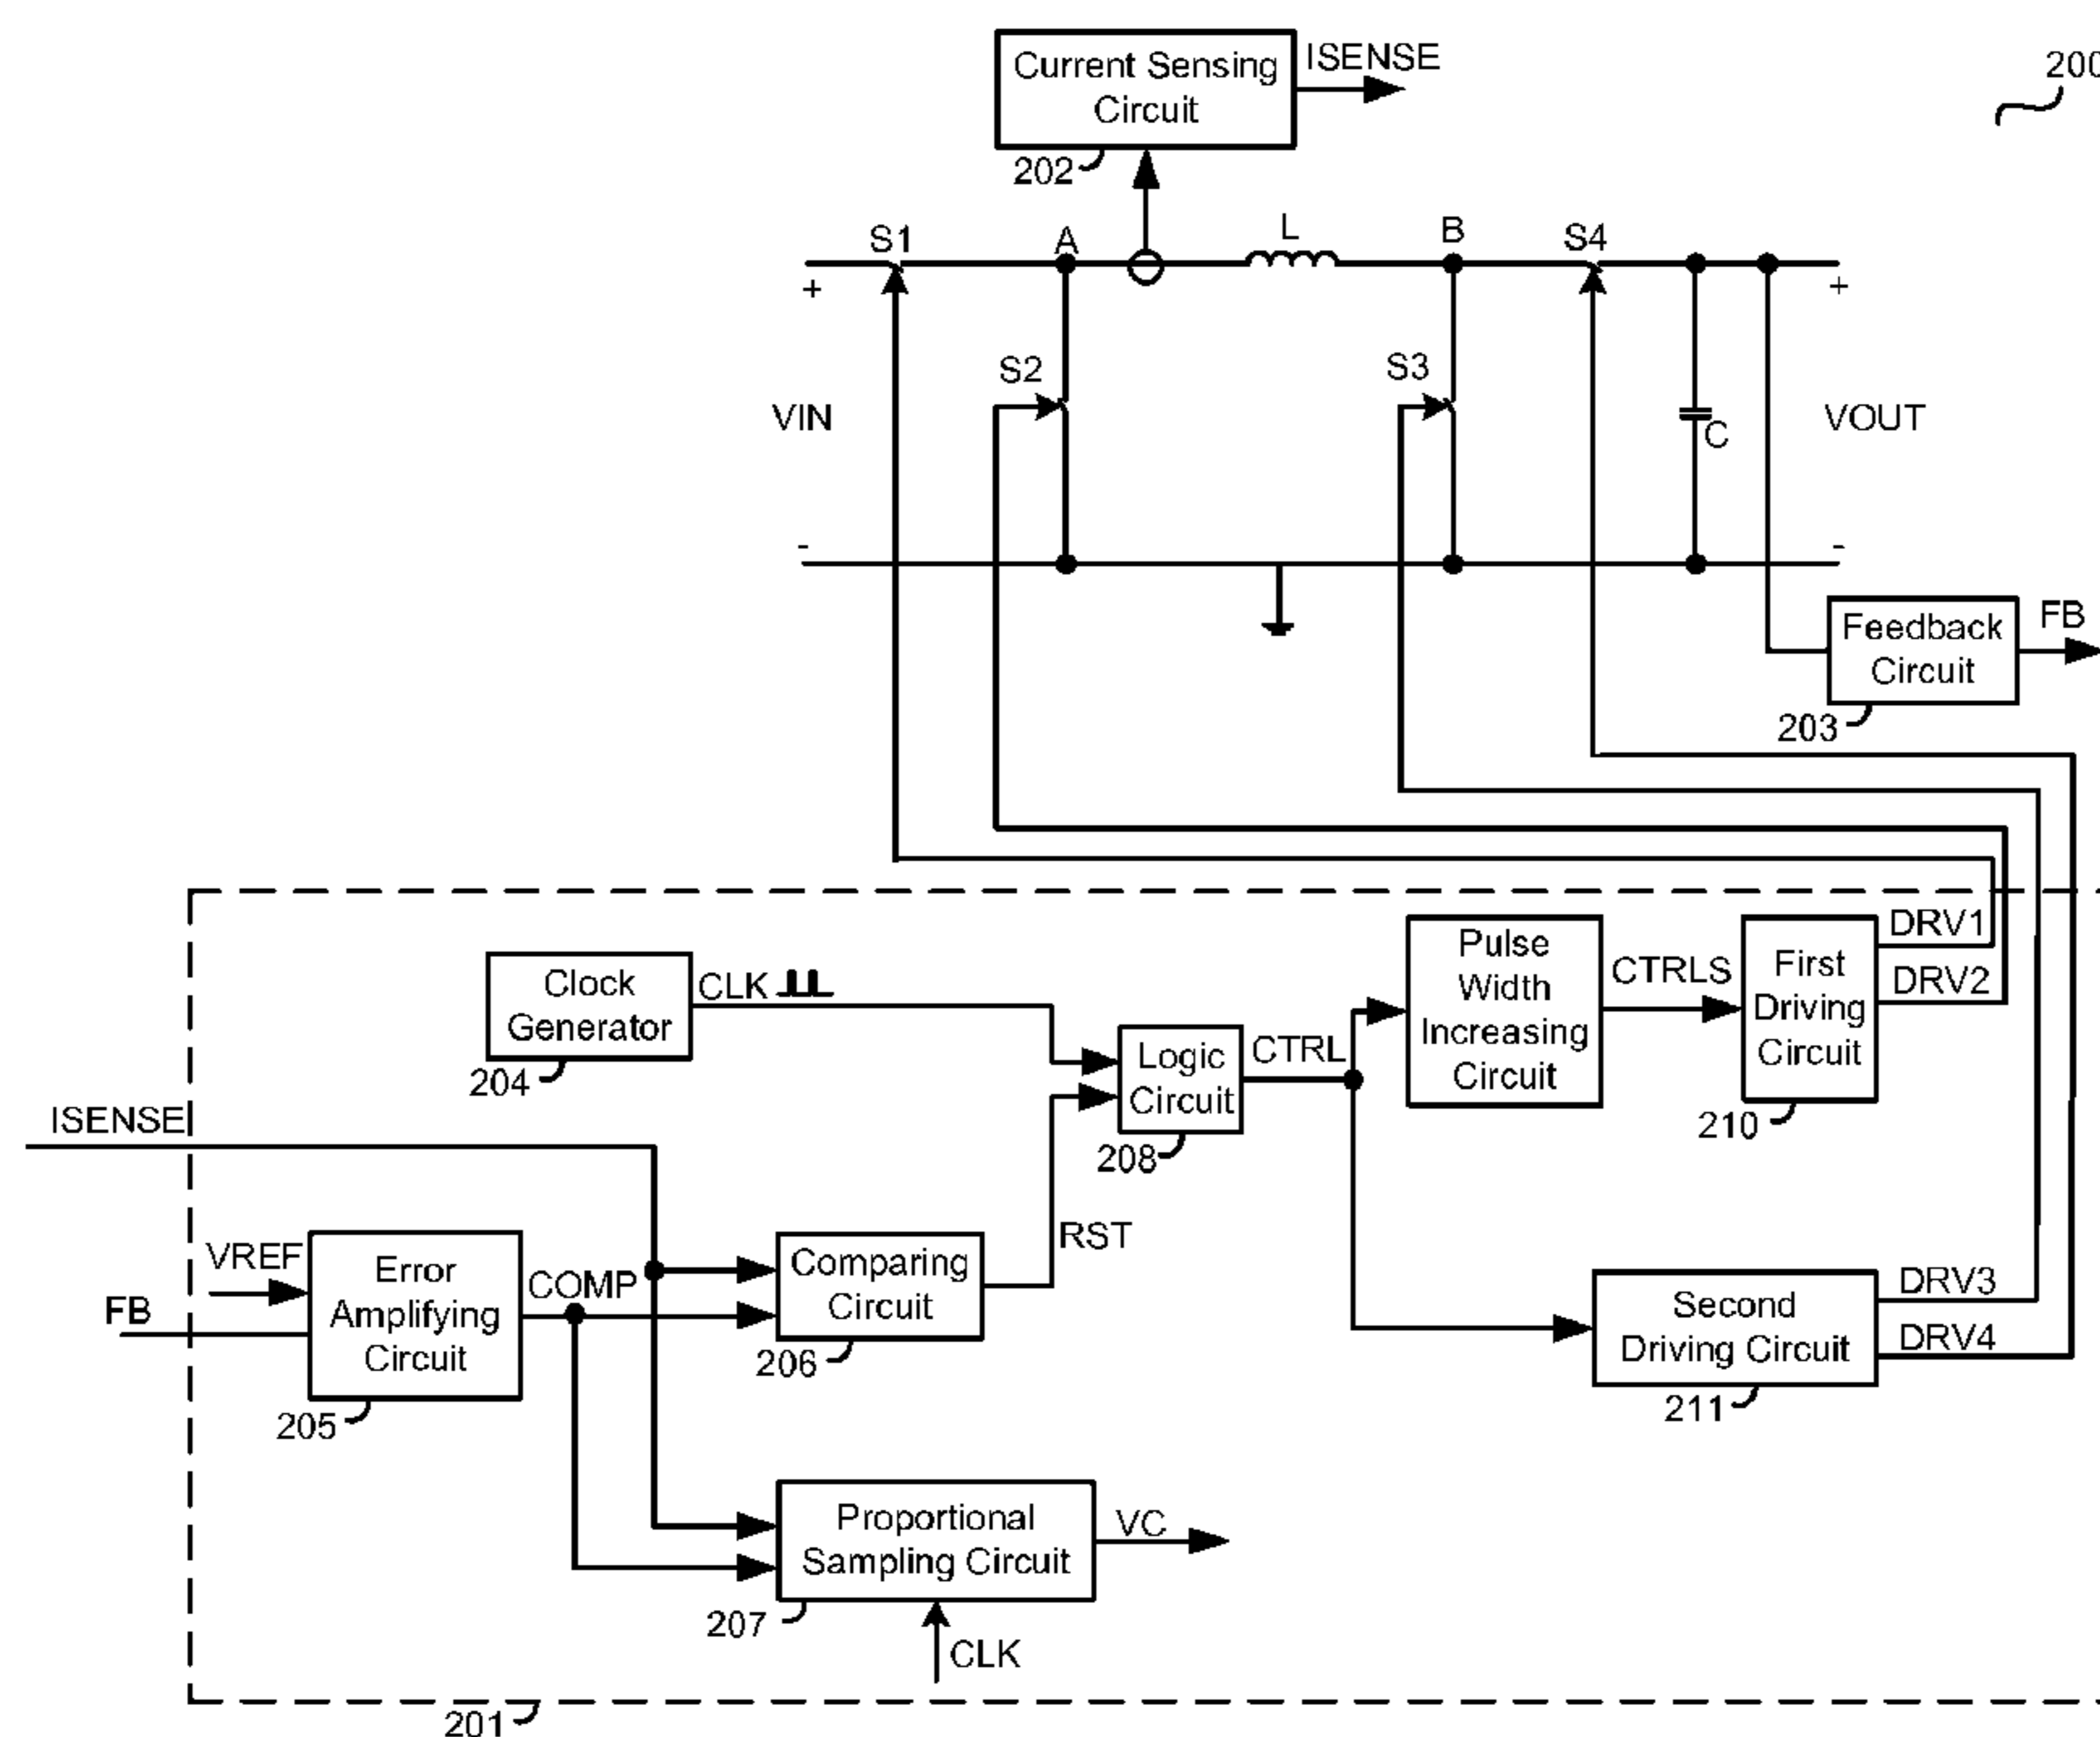 Current Sensing
Circuit
ISENSE
200
202
S1
A
L
B
S4
+
+
S2
S3
VIN
C
VOUT
-
-
Feedback
Circuit
FB
203
DRV1
Pulse
Width
Increasing
Circuit
CTRLS
First
Driving
Circuit
DRV2
Clock
Generator
CLK
204
Logic
Circuit
CTRL
210
ISENSE
208
VREF
FB
Error
Amplifying
Circuit
COMP
Comparing
Circuit
RST
206
205
Second
Driving Circuit
DRV3
DRV4
211
Proportional
Sampling Circuit
VC
207
CLK
201